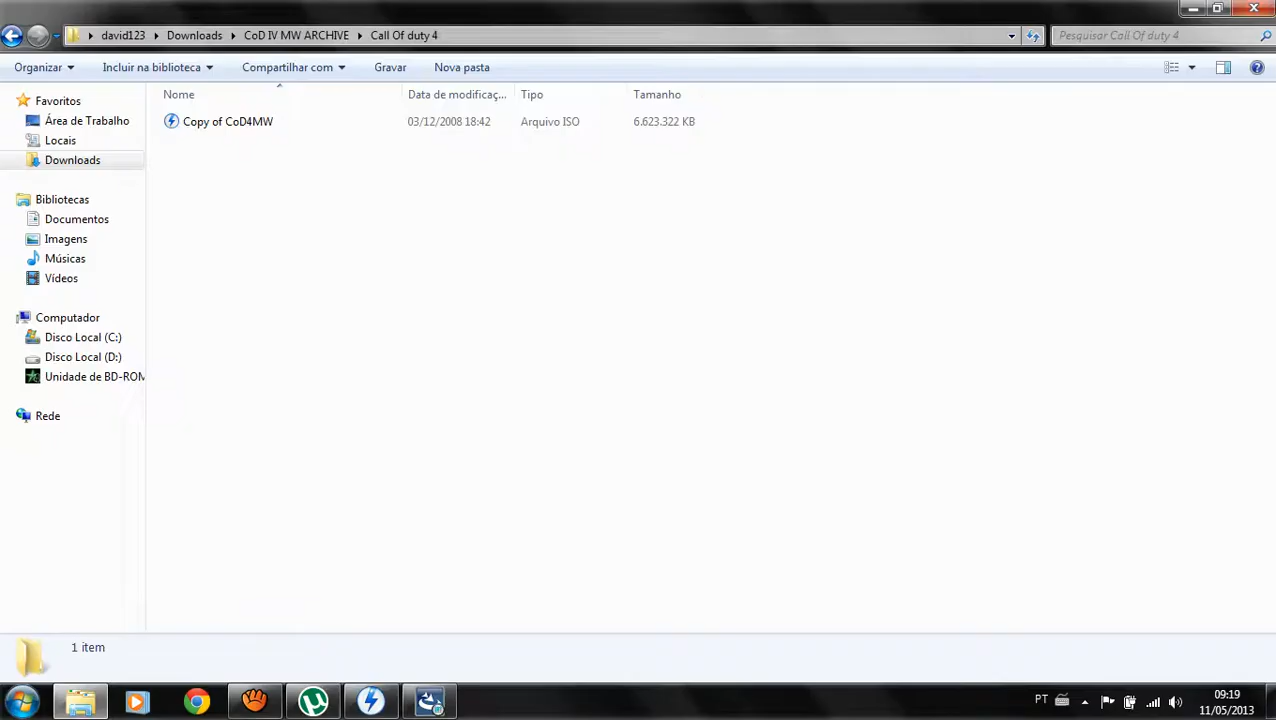 david123 Downloads CoD IV MW ARCHIVE Call Of duty 4 Pesquisar Call Of duty 4
Organizar Incluir na biblioteca Compartilhar com Gravar Nova pasta
Nome Data de modificaç... Tipo Tamanho
Copy of CoD4MW 03/12/2008 18:42 Arquivo ISO 6.623.322 KB
Favoritos
Área de Trabalho
Locais
Downloads
Bibliotecas
Documentos
Imagens
Músicas
Vídeos
Computador
Disco Local (C:)
Disco Local (D:)
Unidade de BD-ROM
Rede
1 item
PT 09:19
11/05/2013